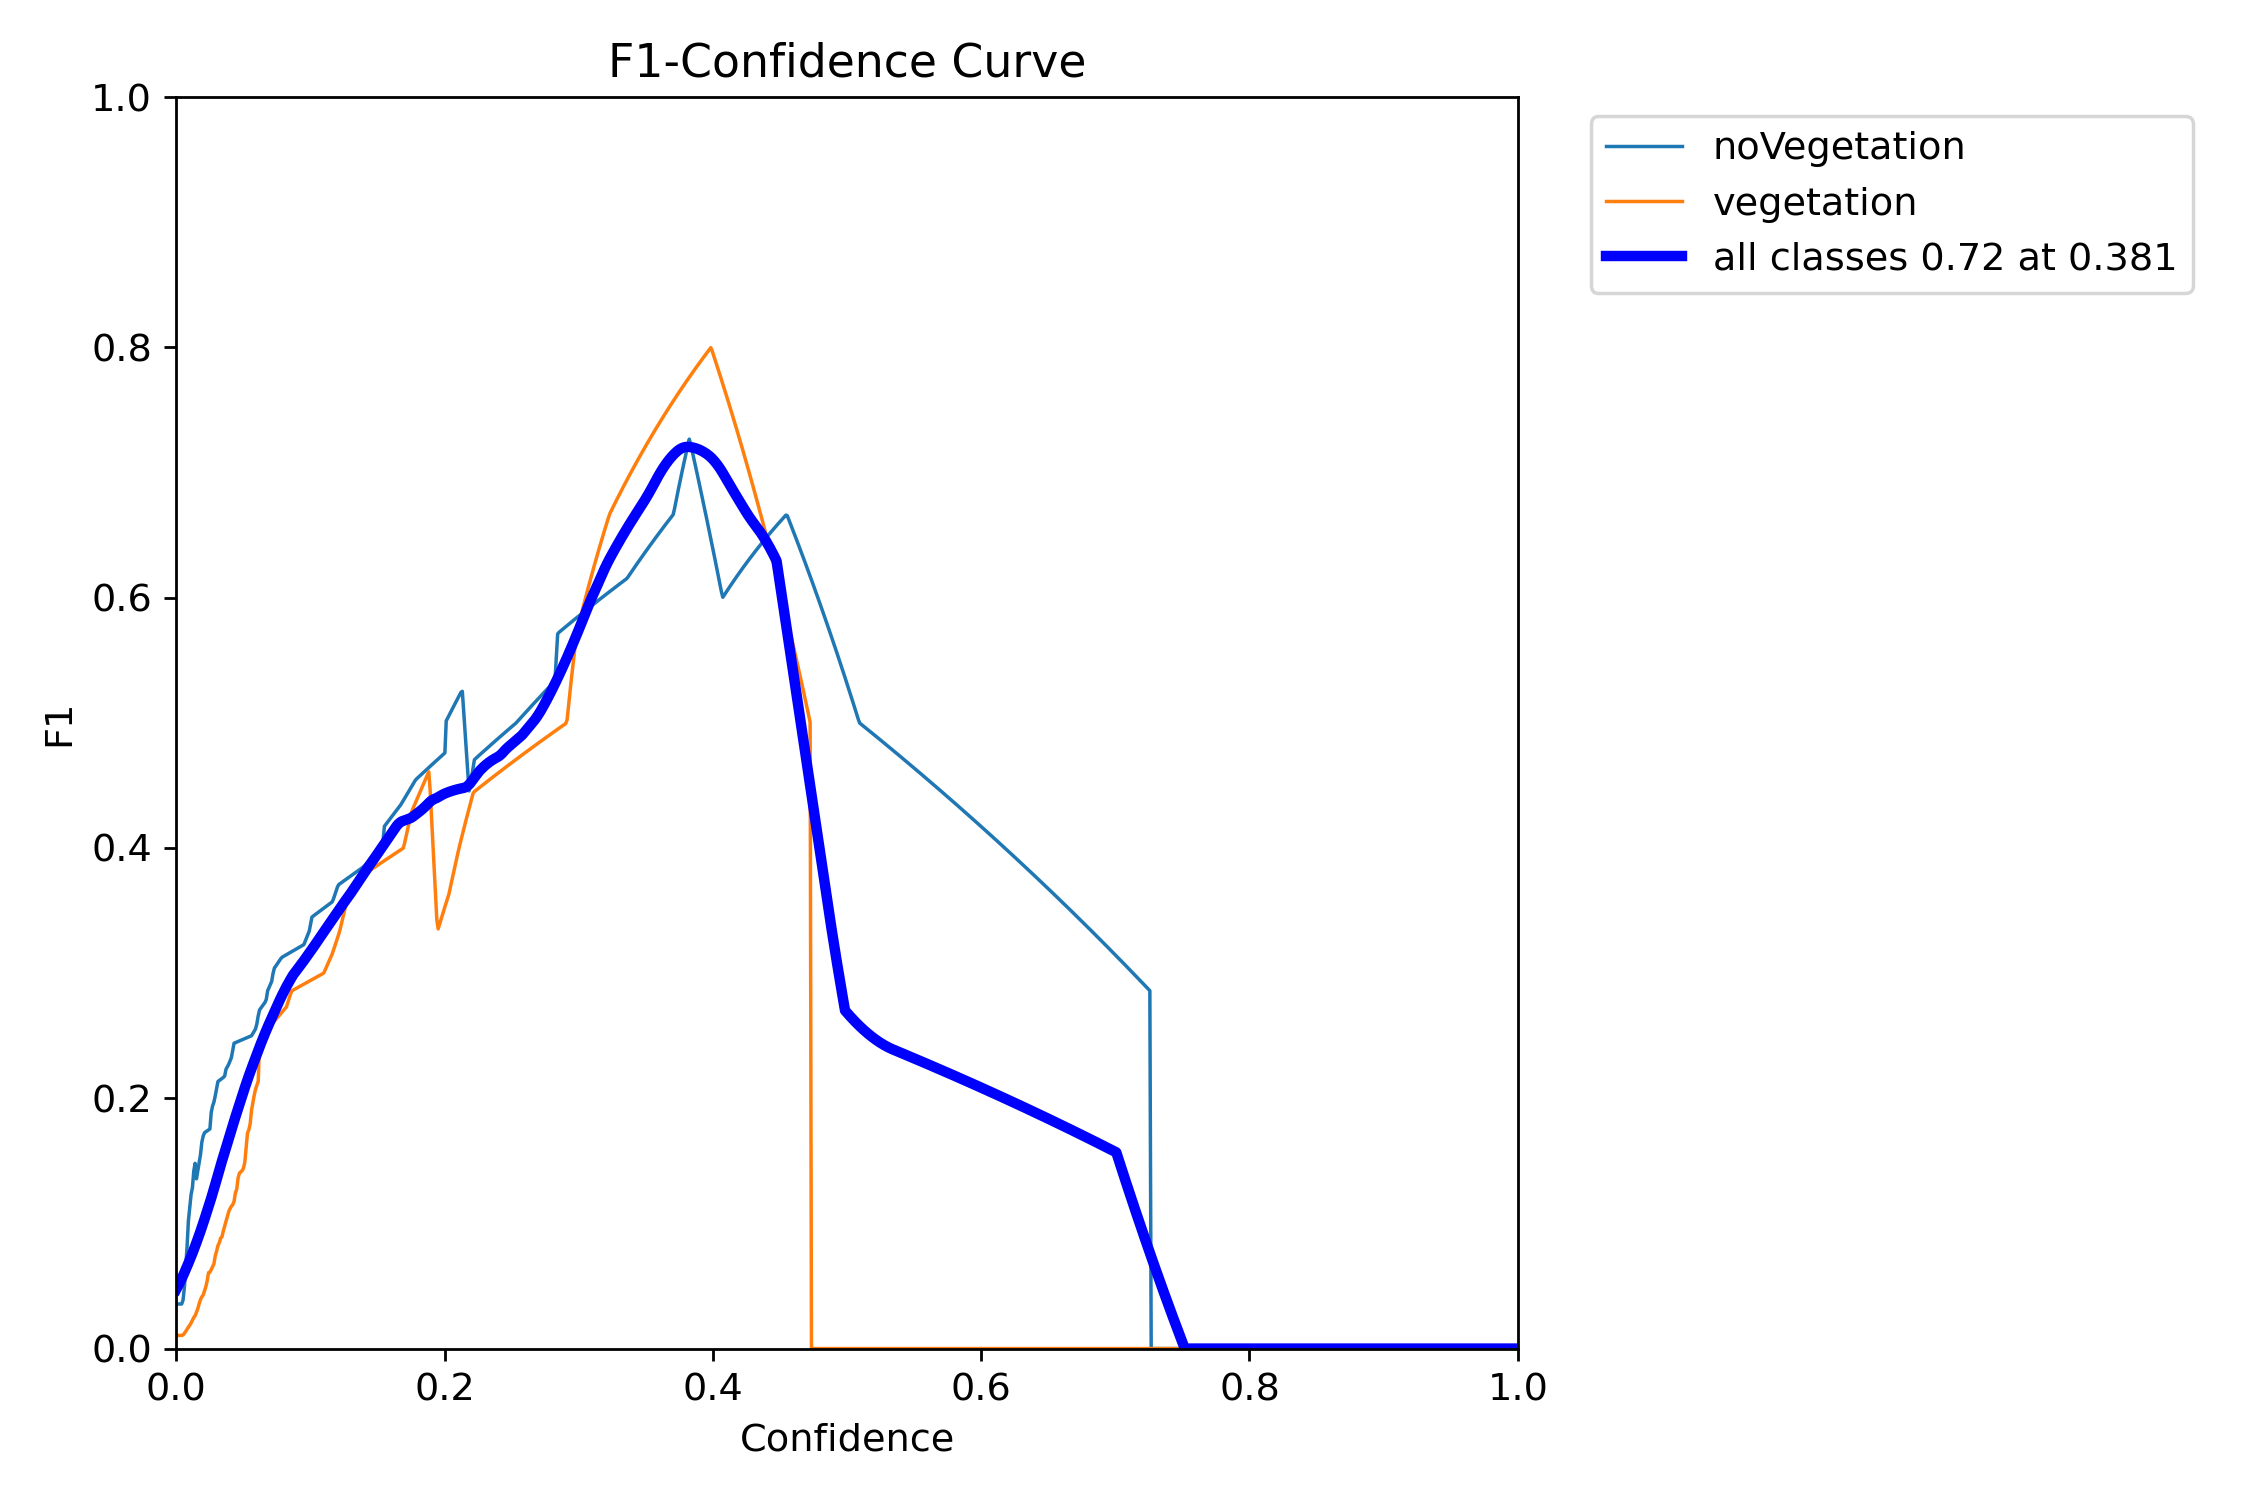 F1-Confidence Curve
1.0
0.8
0.6
0.4
0.2
0.0
F1
0.0 0.2 0.4 0.6 0.8 1.0
Confidence
noVegetation
vegetation
all classes 0.72 at 0.381